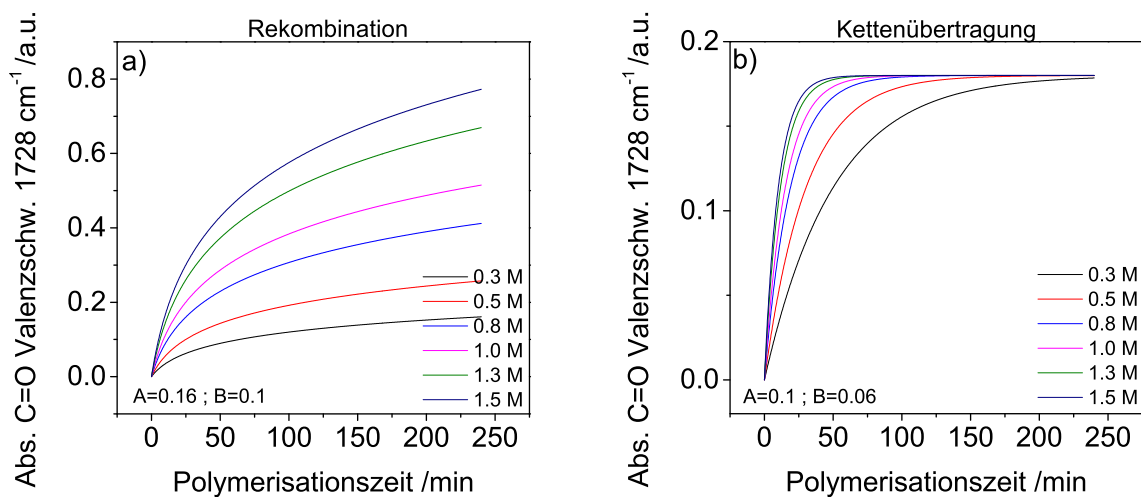 Rekombination
a)
Abs. C=O Valenzschw. 1728 cm⁻¹ /a.u.
0.8
0.6
0.4
0.2
0.0
0.3 M
0.5 M
0.8 M
1.0 M
1.3 M
1.5 M
A=0.16 ; B=0.1
0 50 100 150 200 250
Polymerisationszeit /min
Kettenübertragung
b)
Abs. C=O Valenzschw. 1728 cm⁻¹ /a.u.
0.2
0.1
0.0
0.3 M
0.5 M
0.8 M
1.0 M
1.3 M
1.5 M
A=0.1 ; B=0.06
0 50 100 150 200 250
Polymerisationszeit /min